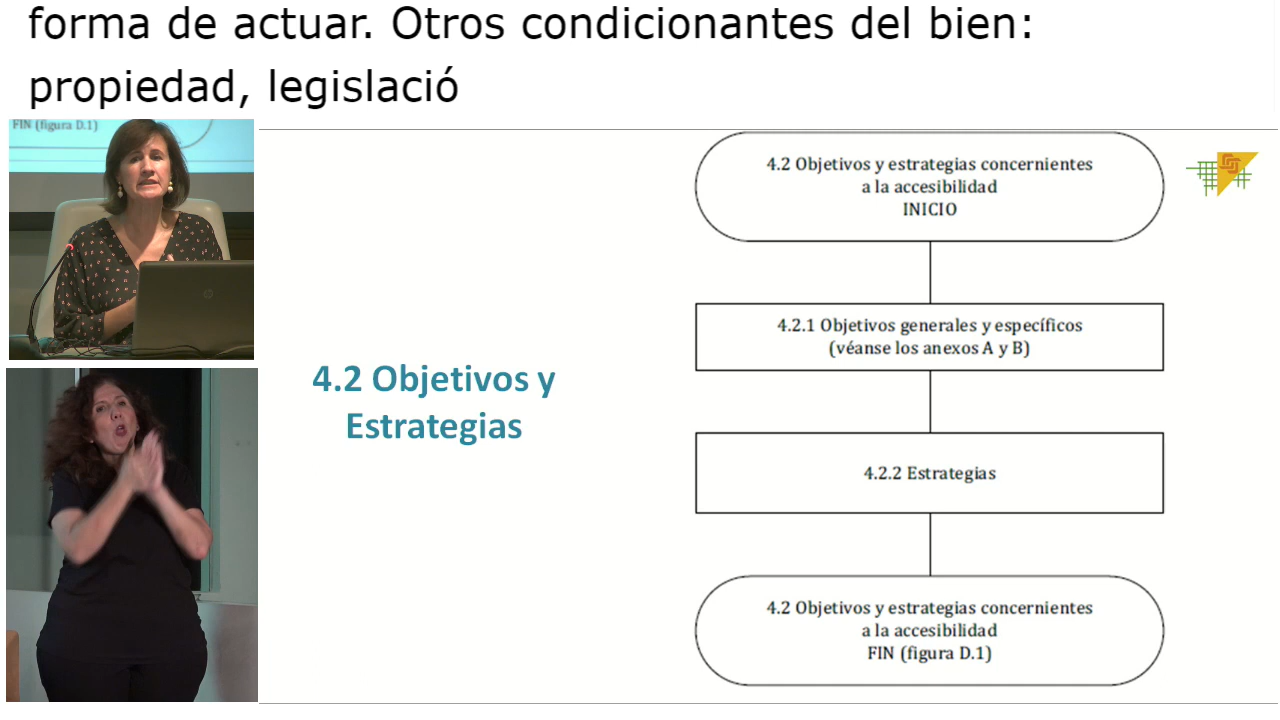 forma de actuar. Otros condicionantes del bien:
propiedad, legislació
FIN (figura D.1)
4.2 Objetivos y
Estrategias
4.2 Objetivos y estrategias concernientes
a la accesibilidad
INICIO
4.2.1 Objetivos generales y específicos
(véanse los anexos A y B)
4.2.2 Estrategias
4.2 Objetivos y estrategias concernientes
a la accesibilidad
FIN (figura D.1)